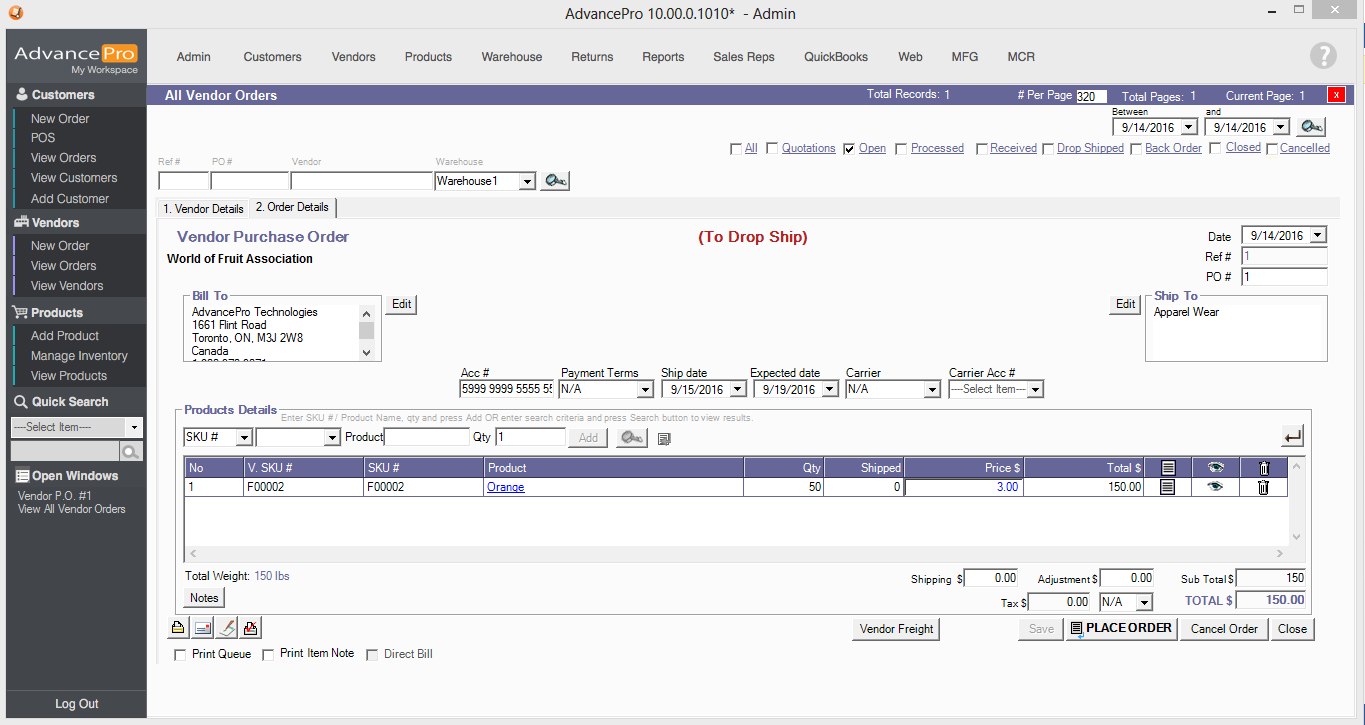 AdvancePro 10.00.0.1010* - Admin
AdvancePro
My Workspace
Admin Customers Vendors Products Warehouse Returns Reports Sales Reps QuickBooks Web MFG MCR
?
Customers
New Order
POS
View Orders
View Customers
Add Customer
Vendors
New Order
View Orders
View Vendors
Products
Add Product
Manage Inventory
View Products
Quick Search
----Select Item----
Open Windows
Vendor P.O. #1
View All Vendor Orders
Log Out
All Vendor Orders Total Records: 1 # Per Page 320 Total Pages: 1 Current Page: 1 x
Between and
9/14/2016 9/14/2016
All Quotations Open Processed Received Drop Shipped Back Order Closed Cancelled
Ref # PO # Vendor Warehouse
Warehouse1
1. Vendor Details 2. Order Details
Vendor Purchase Order (To Drop Ship) Date 9/14/2016
World of Fruit Association Ref # 1
PO # 1
Bill To
AdvancePro Technologies
1661 Flint Road
Toronto, ON, M3J 2W8
Canada
Edit
Edit
Ship To
Apparel Wear
Acc # Payment Terms Ship date Expected date Carrier Carrier Acc #
5999 9999 5555 55 N/A 9/15/2016 9/19/2016 N/A ----Select Item----
Products Details Enter SKU # / Product Name, qty and press Add OR enter search criteria and press Search button to view results.
SKU # Product Qty 1 Add
No V. SKU # SKU # Product Qty Shipped Price $ Total $
1 F00002 F00002 Orange 50 0 3.00 150.00
Total Weight: 150 lbs Shipping $ 0.00 Adjustment $ 0.00 Sub Total $ 150
Notes Tax $ 0.00 N/A TOTAL $ 150.00
Vendor Freight Save PLACE ORDER Cancel Order Close
Print Queue Print Item Note Direct Bill